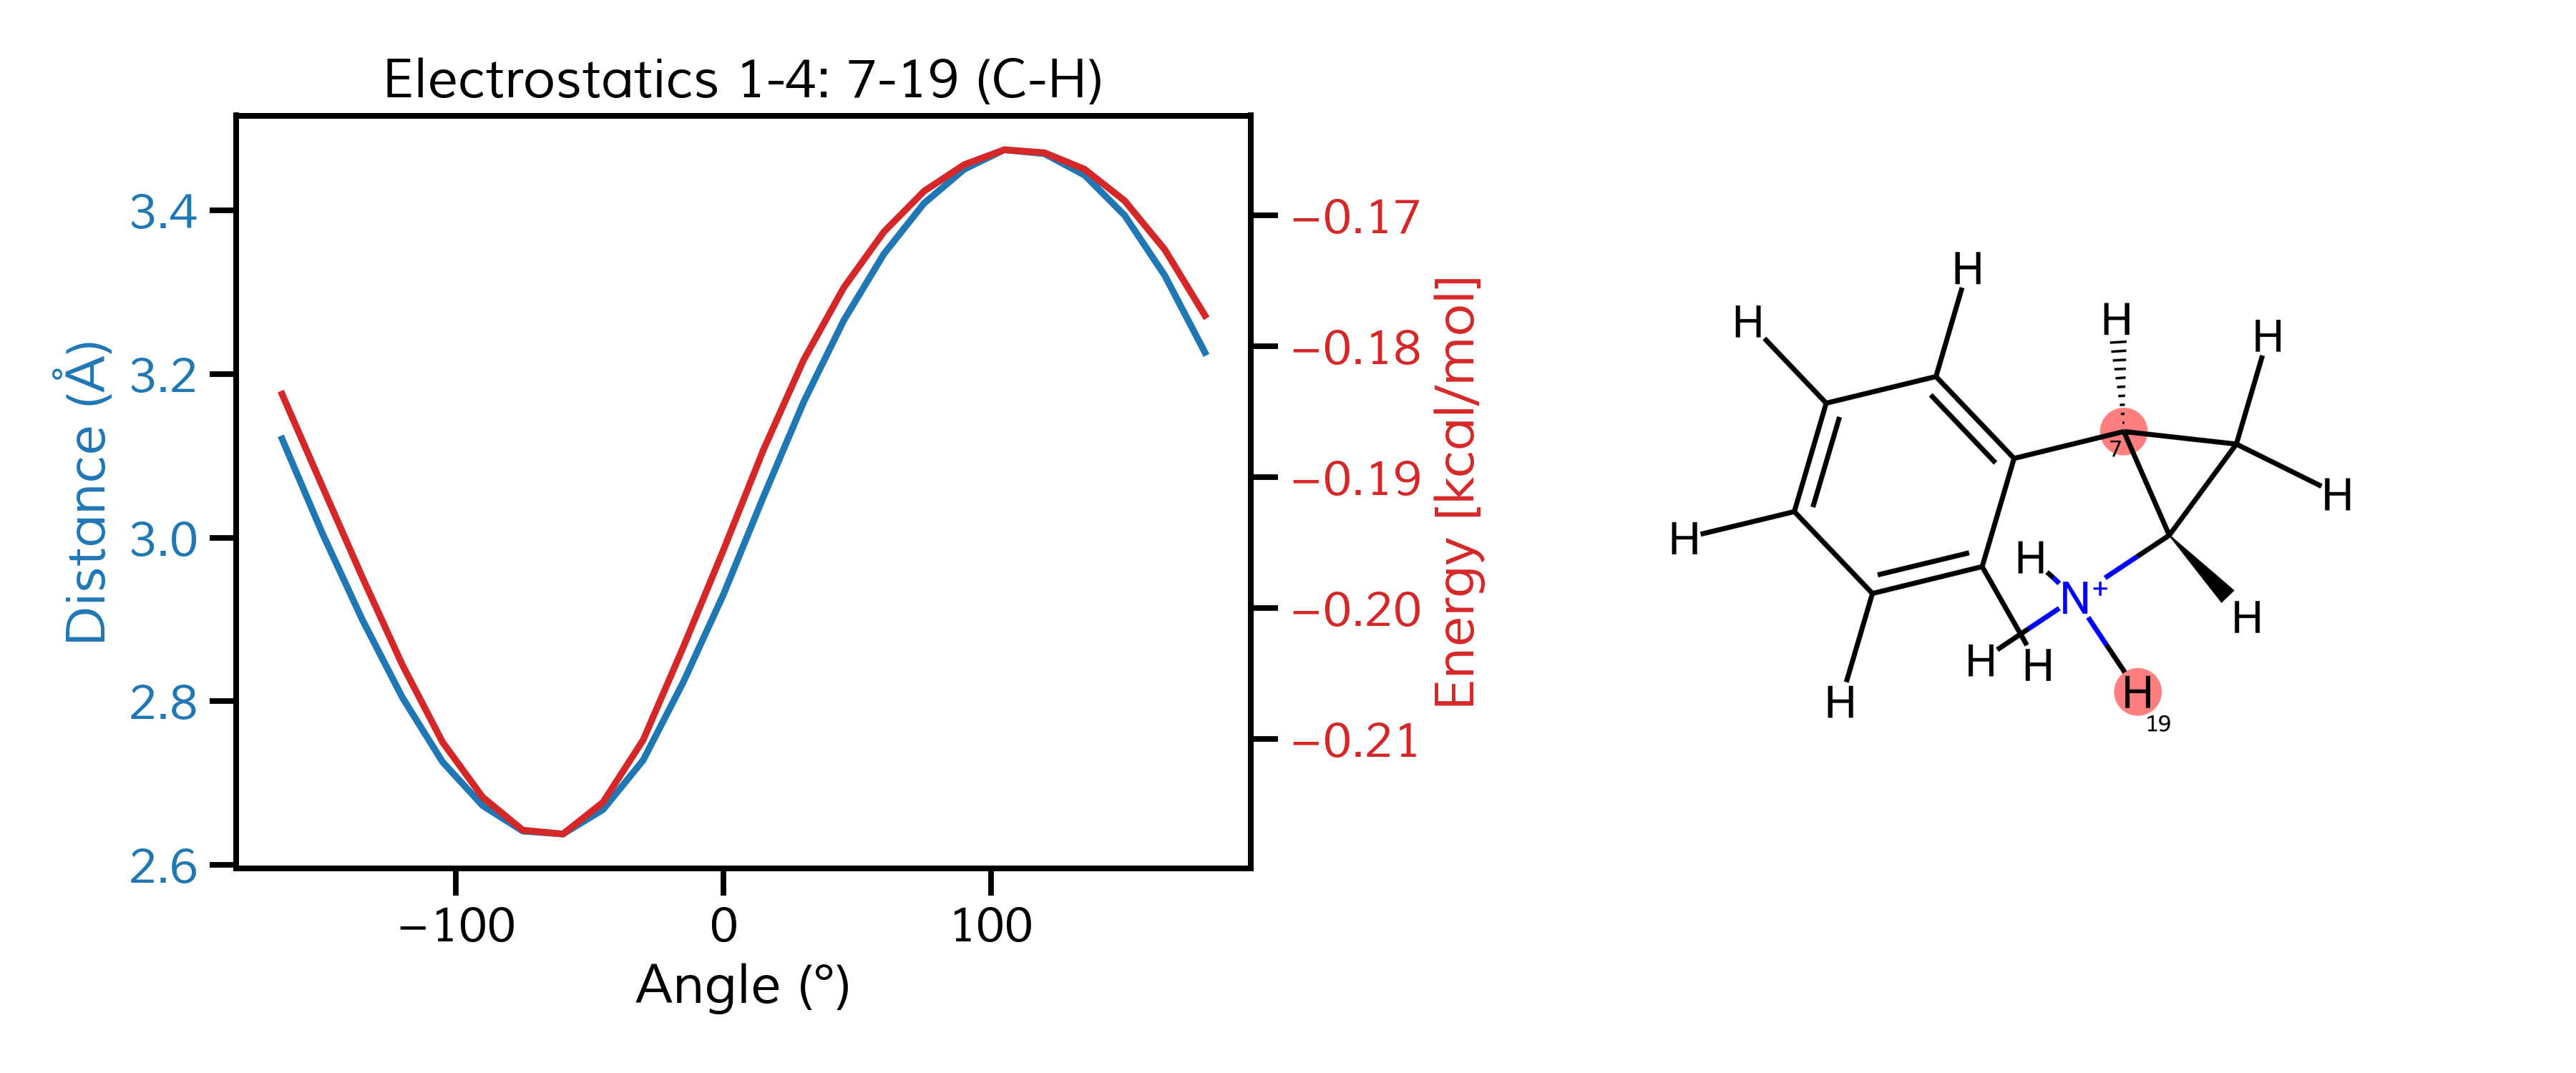 Electrostatics 1-4: 7-19 (C-H)
Distance (Å)
3.4
3.2
3.0
2.8
2.6
−100
0
100
Angle (°)
−0.17
−0.18
−0.19
−0.20
−0.21
Energy [kcal/mol]
H
H
H
H
H
7
H
H
H
N+
H
H
H
H
H
19